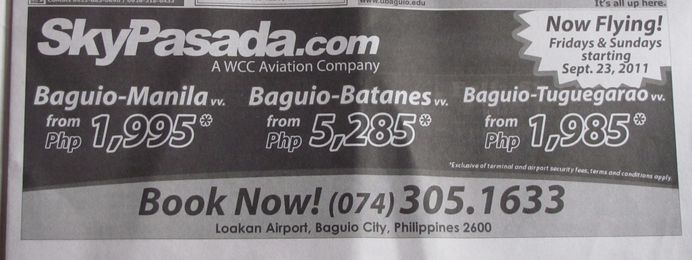 www.ubaguio.edu
It's all up here.
SkyPasada.com
A WCC Aviation Company
Now Flying!
Fridays & Sundays
starting
Sept. 23, 2011
Baguio-Manila vv.
from Php 1,995*
Baguio-Batanes vv.
from Php 5,285*
Baguio-Tuguegarao vv.
from Php 1,985*
*Exclusive of terminal and airport security fees, terms and conditions apply.
Book Now! (074) 305.1633
Loakan Airport, Baguio City, Philippines 2600